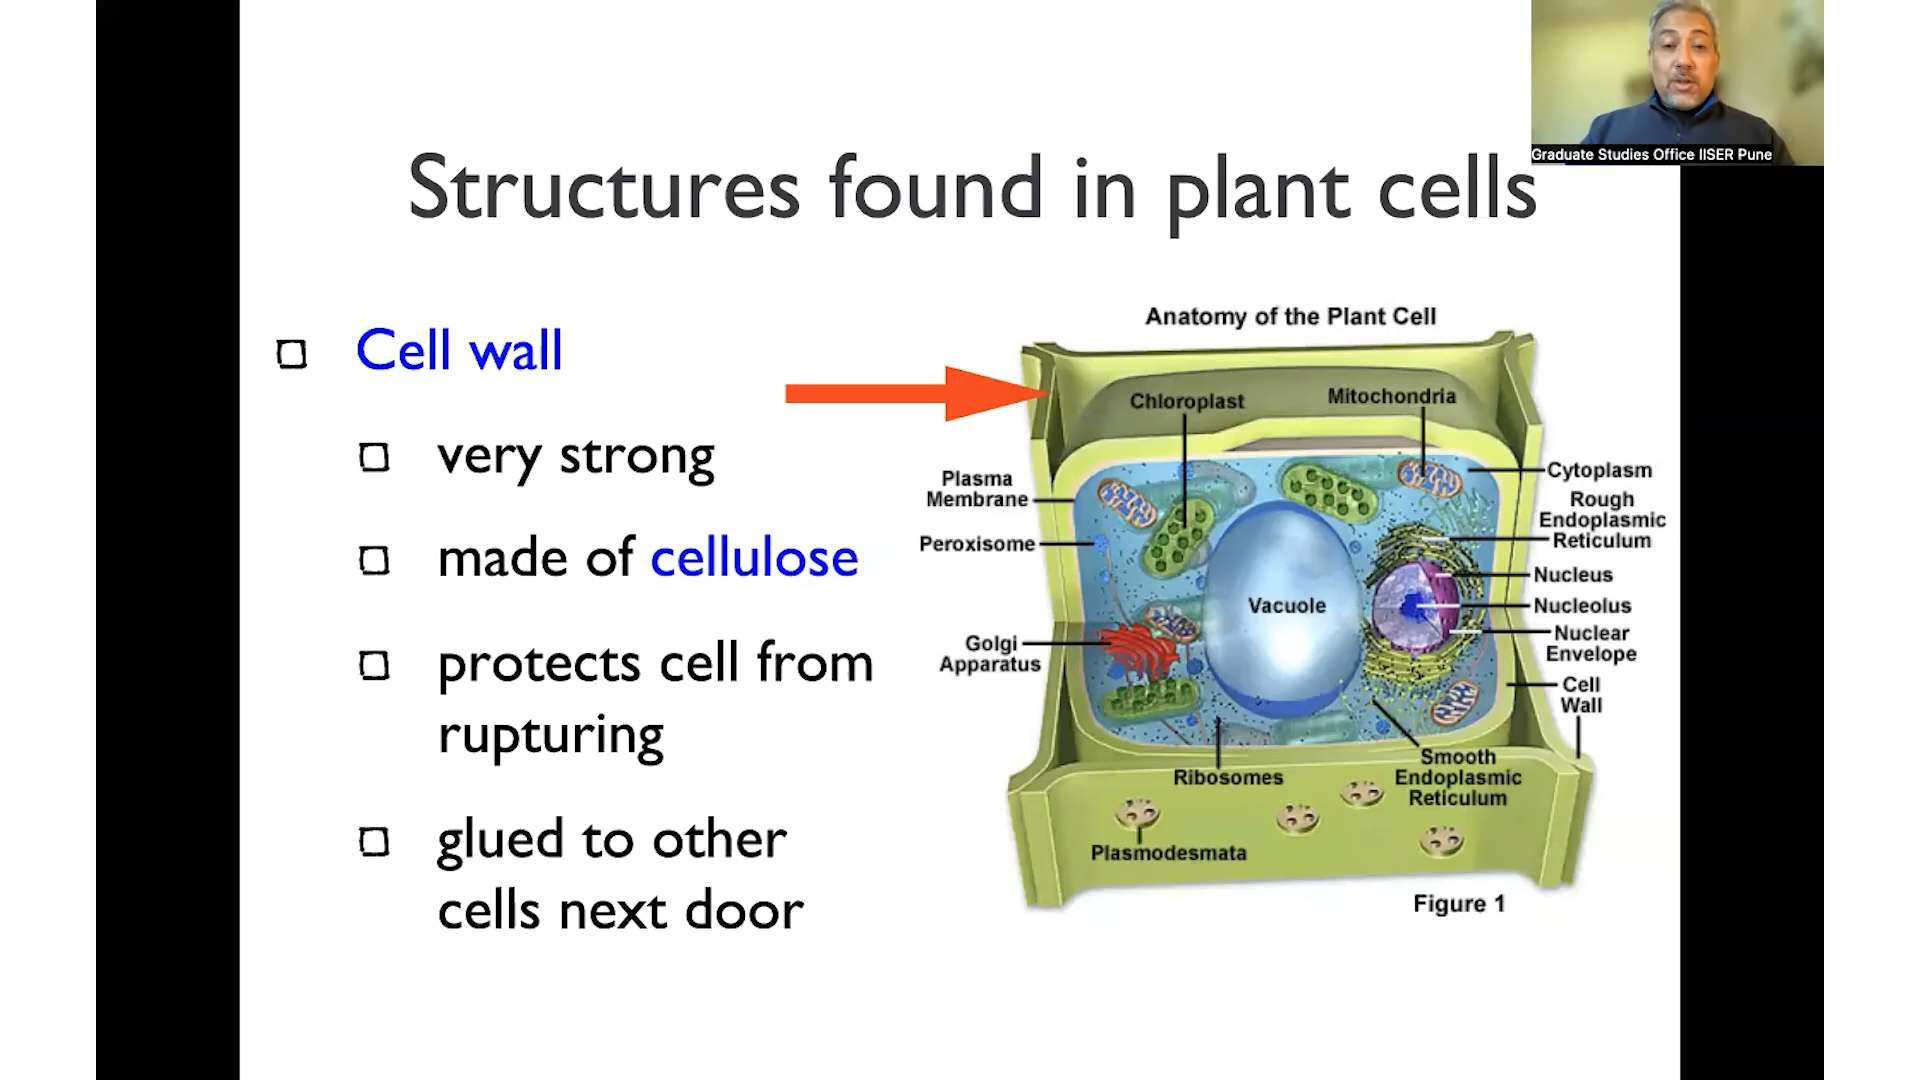 Graduate Studies Office IISER Pune
Structures found in plant cells
Cell wall
very strong
made of cellulose
protects cell from
rupturing
glued to other
cells next door
Anatomy of the Plant Cell
Chloroplast
Mitochondria
Plasma
Membrane
Peroxisome
Golgi
Apparatus
Vacuole
Cytoplasm
Rough
Endoplasmic
Reticulum
Nucleus
Nucleolus
Nuclear
Envelope
Cell
Wall
Smooth
Endoplasmic
Reticulum
Ribosomes
Plasmodesmata
Figure 1